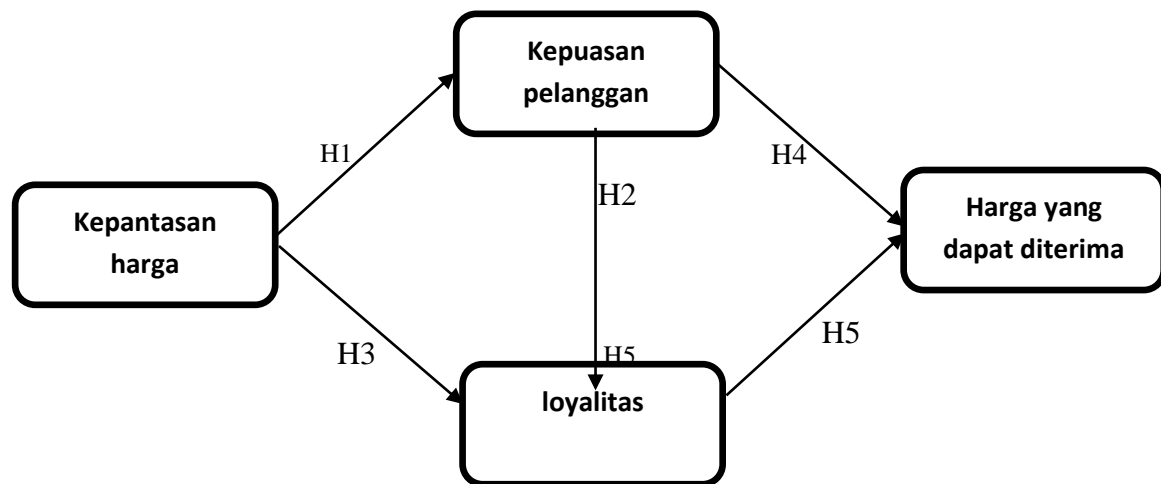 Kepuasan
pelanggan
H1
H4
H2
Kepantasan
harga
Harga yang
dapat diterima
H3
H5
H5
loyalitas